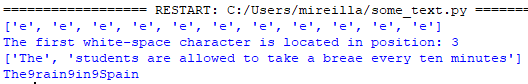 =================== RESTART: C:/Users/mireilla/some_text.py =======
['e', 'e', 'e', 'e', 'e', 'e', 'e', 'e', 'e', 'e', 'e']
The first white-space character is located in position: 3
['The', 'students are allowed to take a breae every ten minutes']
The9rain9in9Spain